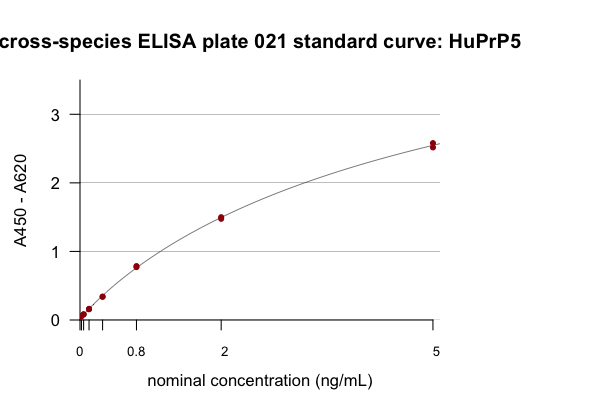 cross-species ELISA plate 021 standard curve: HuPrP5
3
2
1
0
A450 - A620
0 0.8 2 5
nominal concentration (ng/mL)